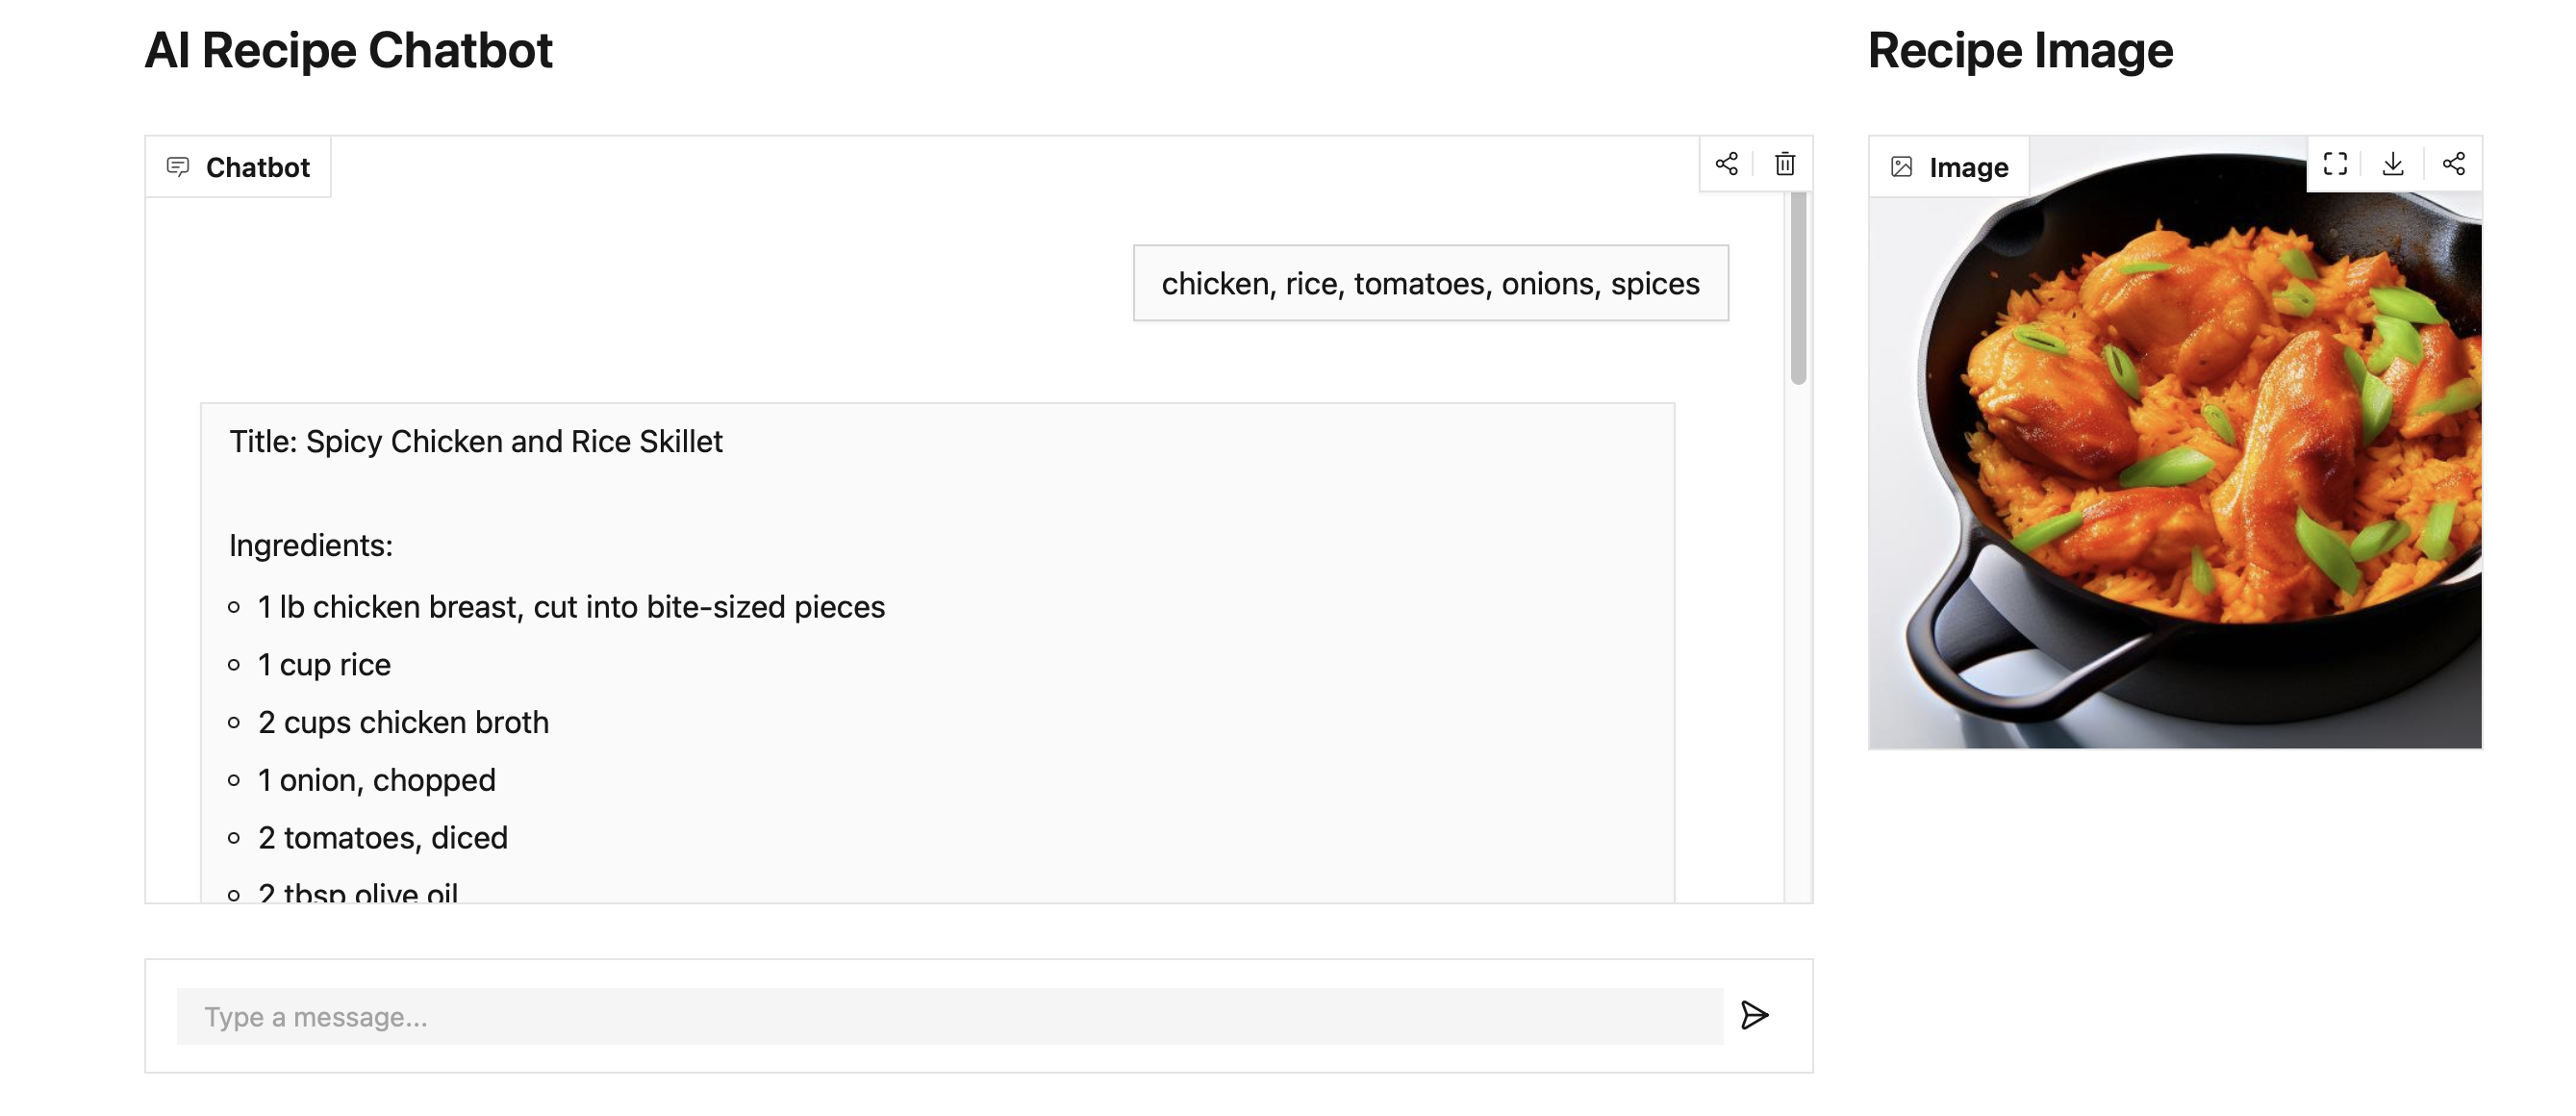 AI Recipe Chatbot
Recipe Image
Chatbot
Image
chicken, rice, tomatoes, onions, spices
Title: Spicy Chicken and Rice Skillet
Ingredients:
1 lb chicken breast, cut into bite-sized pieces
1 cup rice
2 cups chicken broth
1 onion, chopped
2 tomatoes, diced
2 tbsp olive oil
Type a message...